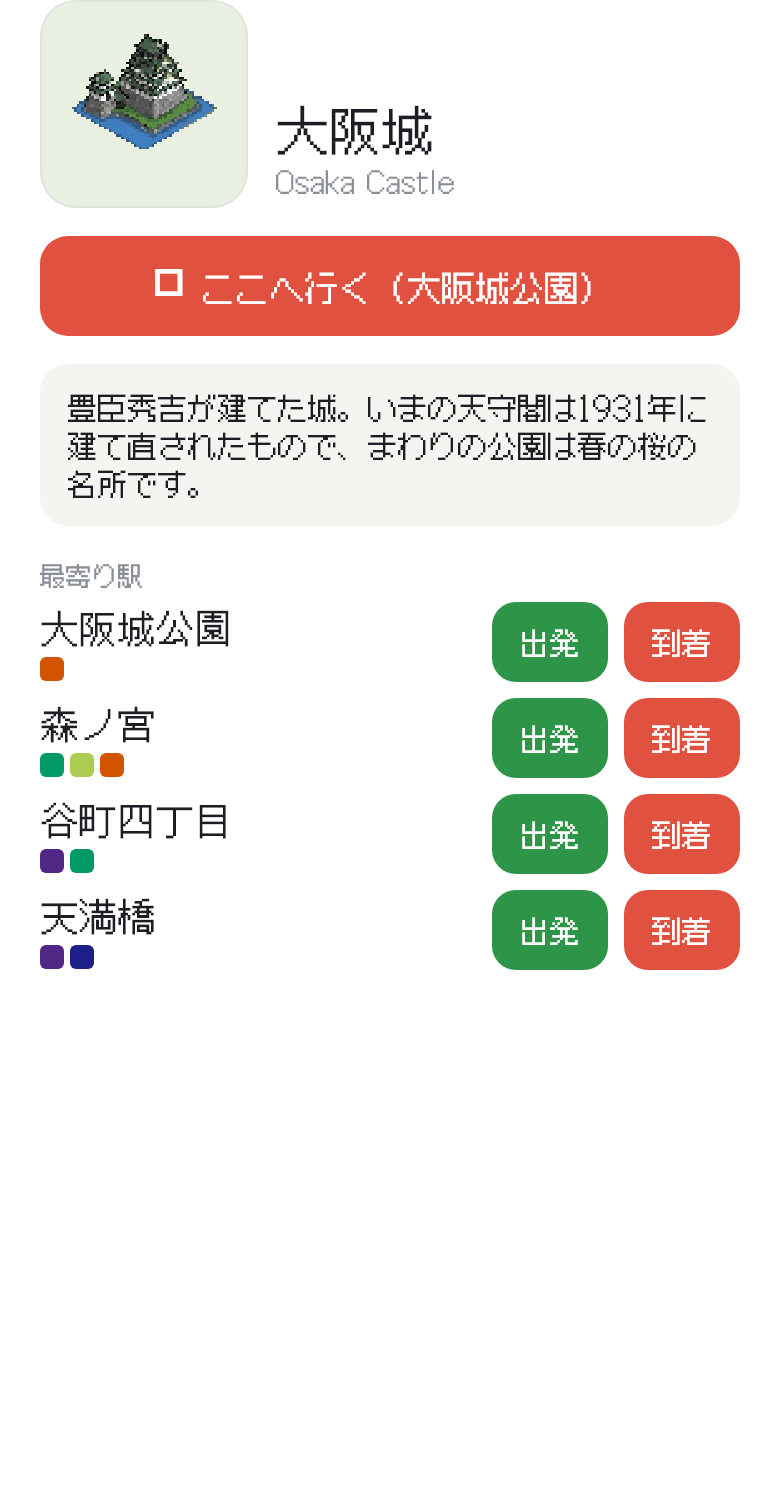 大阪城
Osaka Castle
ここへ行く（大阪城公園）
豊臣秀吉が建てた城。いまの天守閣は1931年に
建て直されたもので、まわりの公園は春の桜の
名所です。
最寄り駅
大阪城公園
出発 到着
森ノ宮
出発 到着
谷町四丁目
出発 到着
天満橋
出発 到着